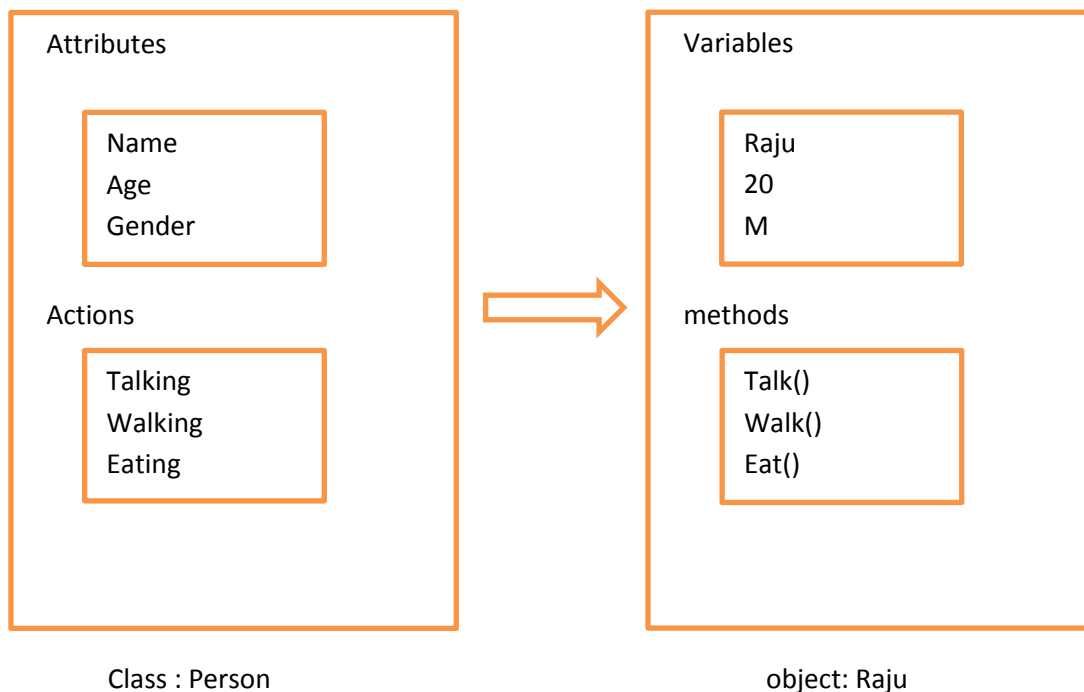 Attributes
Name
Age
Gender
Actions
Talking
Walking
Eating
Class : Person
Variables
Raju
20
M
methods
Talk()
Walk()
Eat()
object: Raju